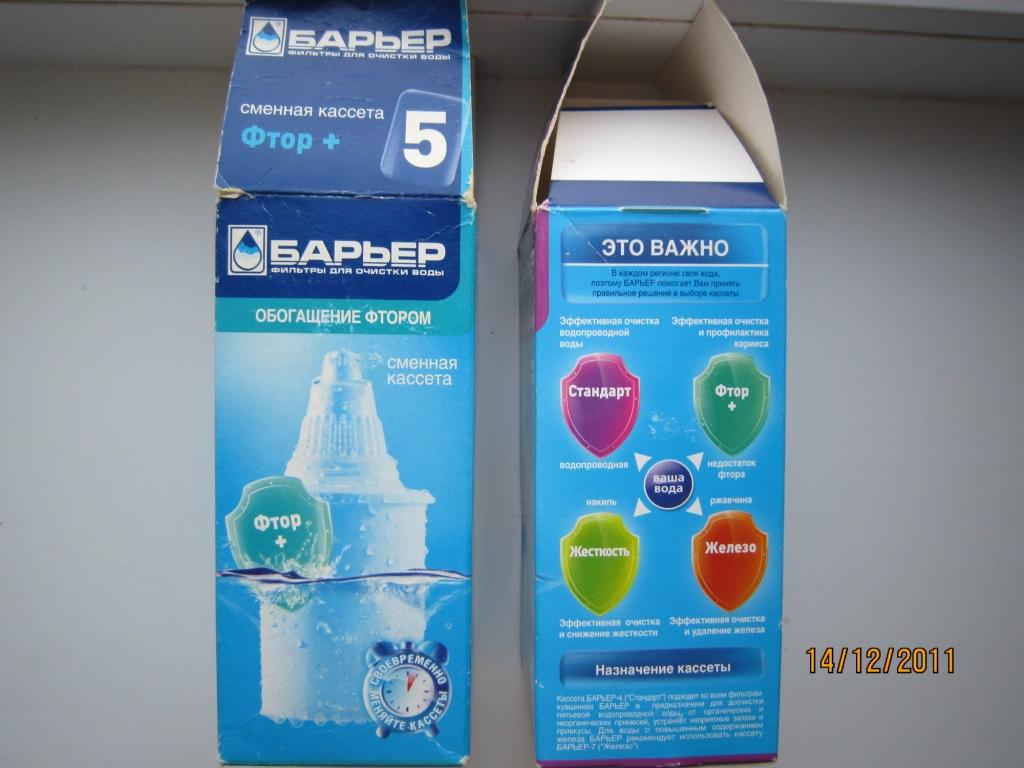 БАРЬЕР
ФИЛЬТРЫ ДЛЯ ОЧИСТКИ ВОДЫ
сменная кассета
Фтор +
5
БАРЬЕР
ФИЛЬТРЫ ДЛЯ ОЧИСТКИ ВОДЫ
ОБОГАЩЕНИЕ ФТОРОМ
сменная
кассета
Фтор
+
СВОЕВРЕМЕННО
МЕНЯЙТЕ КАССЕТЫ
ЭТО ВАЖНО
В каждом регионе своя вода,
поэтому БАРЬЕР помогает Вам принять
правильное решение в выборе кассеты
Эффективная очистка
водопроводной
воды
Эффективная очистка
и профилактика
кариеса
Стандарт
Фтор
+
водопроводная
недостаток
фтора
ваша
вода
накипь
ржавчина
Жесткость
Железо
Эффективная очистка
и снижение жесткости
Эффективная очистка
и удаление железа
Назначение кассеты
Кассета БАРЬЕР-4 ("Стандарт") подходит ко всем фильтрам-
кувшинам БАРЬЕР и предназначена для доочистки
питьевой водопроводной воды от органических и
неорганических примесей, устраняет неприятные запахи и
привкусы. Для воды с повышенным содержанием
железа БАРЬЕР рекомендует использовать кассету
БАРЬЕР-7 ("Железо").
14/12/2011